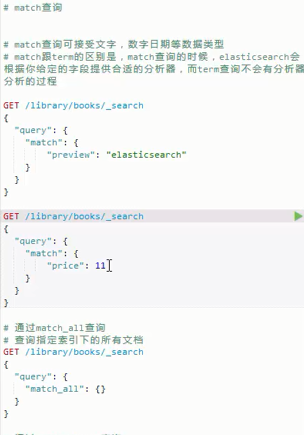 # match查询
# match查询可接受文字，数字日期等数据类型
# match跟term的区别是，match查询的时候，elasticsearch会
根据你给定的字段提供合适的分析器，而term查询不会有分析器
分析的过程
GET /library/books/_search
{
"query": {
"match": {
"preview": "elasticsearch"
}
}
}
GET /library/books/_search
{
"query": {
"match": {
"price": 11
}
}
}
# 通过match_all查询
# 查询指定索引下的所有文档
GET /library/books/_search
{
"query": {
"match_all": {}
}
}